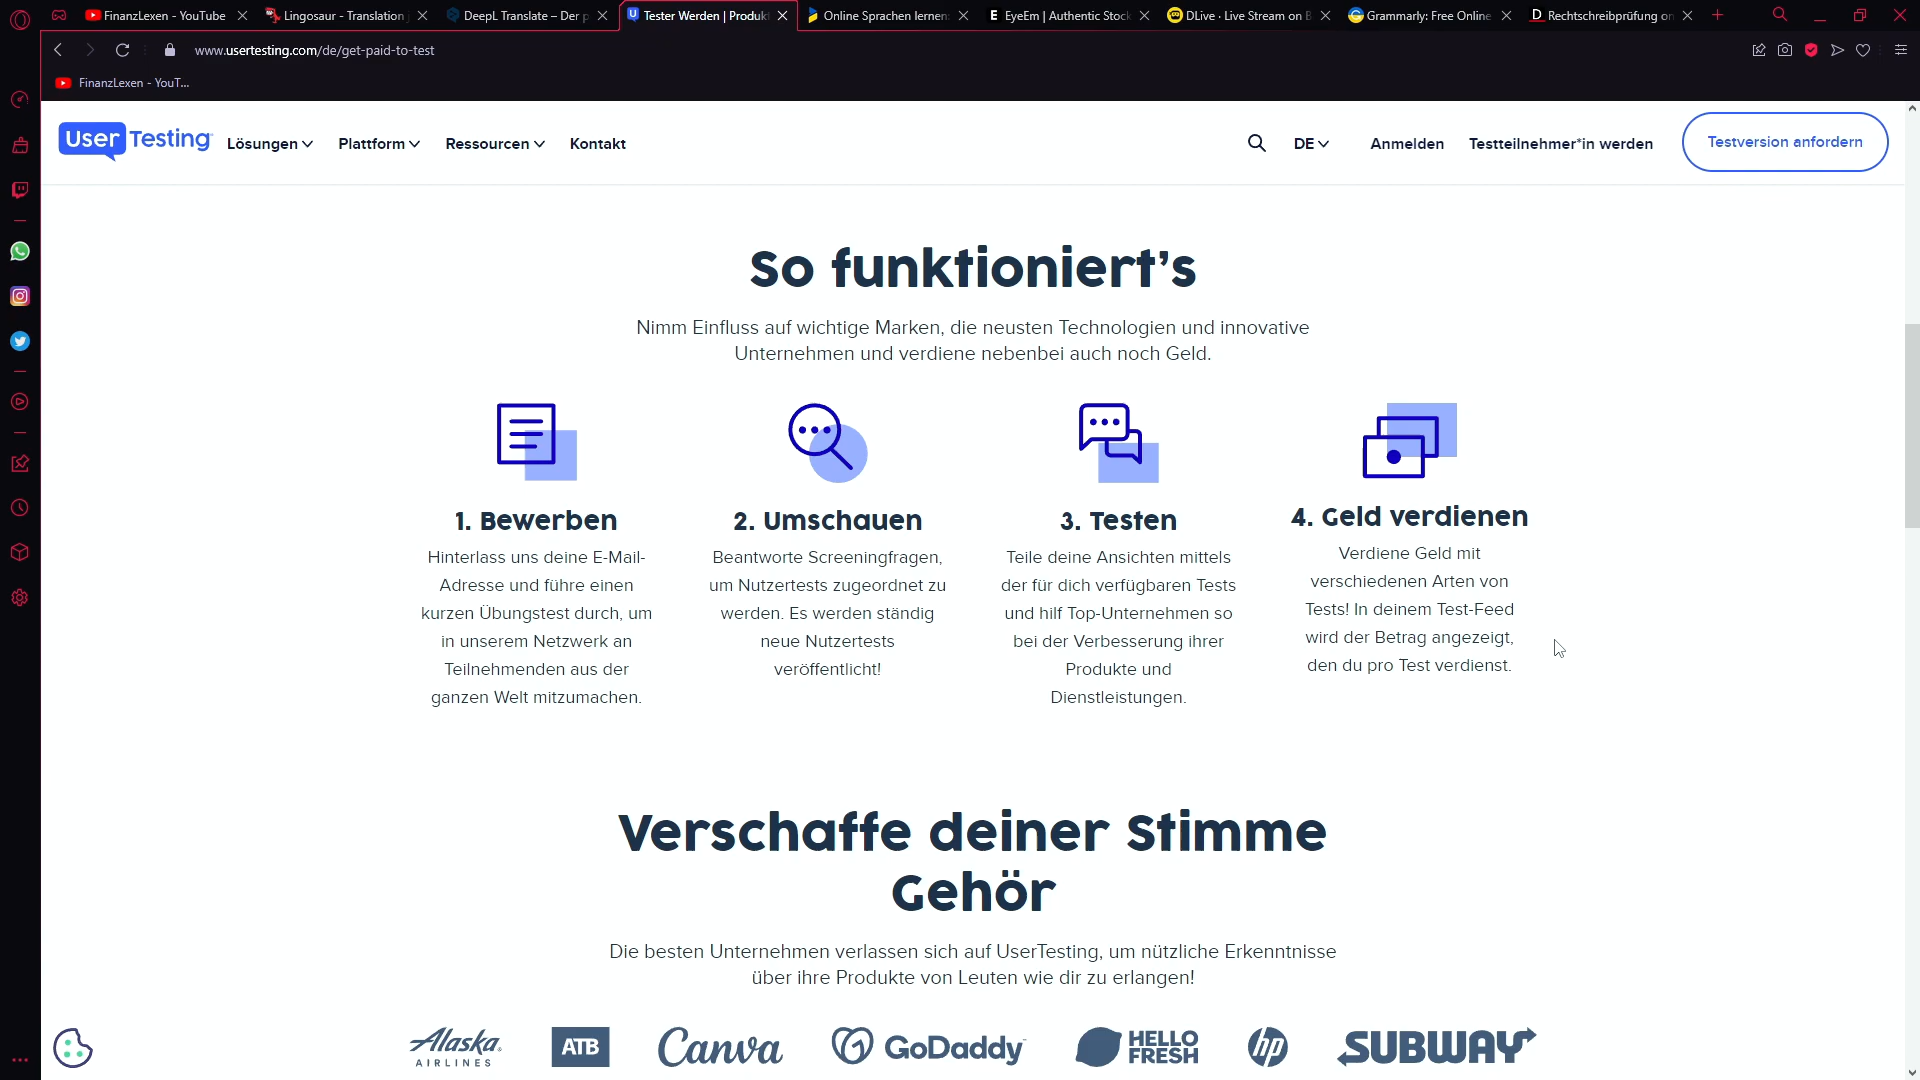 FinanzLexen - YouTube
Lingosaur - Translation
DeepL Translate – Der p
Tester Werden | Produk
Online Sprachen lernen:
EyeEm | Authentic Stock
DLive · Live Stream on B
Grammarly: Free Online
Rechtschreibprüfung on
www.usertesting.com/de/get-paid-to-test
FinanzLexen - YouT...
User Testing
Lösungen
Plattform
Ressourcen
Kontakt
DE
Anmelden
Testteilnehmer*in werden
Testversion anfordern
So funktioniert’s
Nimm Einfluss auf wichtige Marken, die neusten Technologien und innovative
Unternehmen und verdiene nebenbei auch noch Geld.
1. Bewerben
Hinterlass uns deine E-Mail-
Adresse und führe einen
kurzen Übungstest durch, um
in unserem Netzwerk an
Teilnehmenden aus der
ganzen Welt mitzumachen.
2. Umschauen
Beantworte Screeningfragen,
um Nutzertests zugeordnet zu
werden. Es werden ständig
neue Nutzertests
veröffentlicht!
3. Testen
Teile deine Ansichten mittels
der für dich verfügbaren Tests
und hilf Top-Unternehmen so
bei der Verbesserung ihrer
Produkte und
Dienstleistungen.
4. Geld verdienen
Verdiene Geld mit
verschiedenen Arten von
Tests! In deinem Test-Feed
wird der Betrag angezeigt,
den du pro Test verdienst.
Verschaffe deiner Stimme
Gehör
Die besten Unternehmen verlassen sich auf UserTesting, um nützliche Erkenntnisse
über ihre Produkte von Leuten wie dir zu erlangen!
Alaska
AIRLINES
ATB
Canva
GoDaddy
HELLO
FRESH
hp
SUBWAY